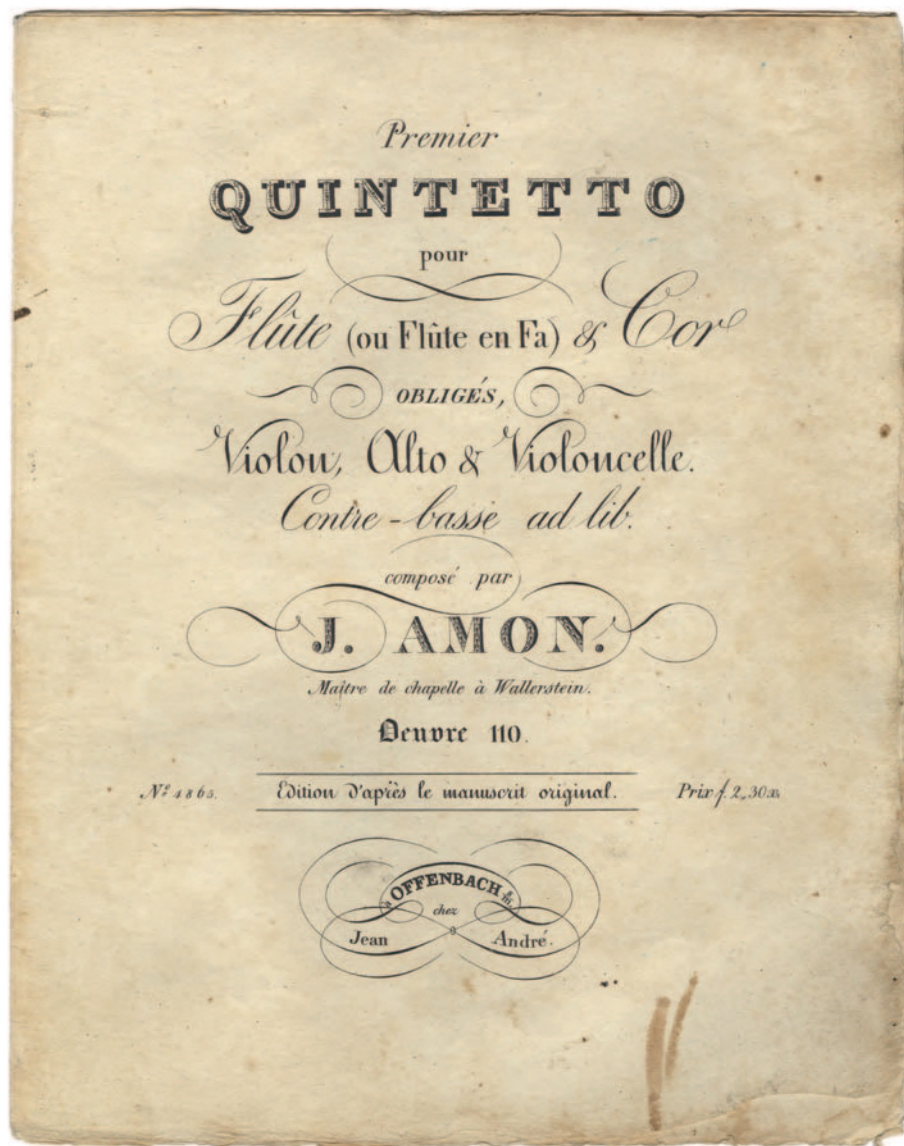 Premier
QUINTETTO
pour
Flûte (ou Flûte en Fa) & Cor
OBLIGÉS,
Violon, Alto & Violoncelle.
Contre-basse ad lib.
composé par
J. AMON.
Maître de chapelle à Wallerstein.
Oeuvre 110.
Nº 4865. Edition d'après le manuscrit original. Prix f. 2,,30 x.
à OFFENBACH s/m.
chez
Jean André.